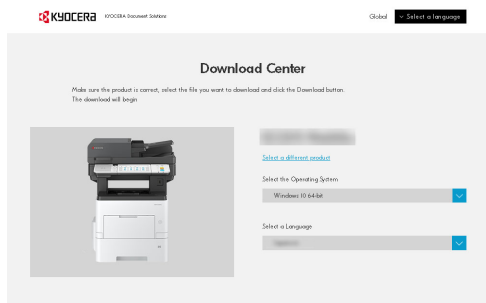 KYOCERA KYOCERA Document Solutions Global Select a language
Download Center
Make sure the product is correct, select the file you want to download and click the Download button.
The download will begin
Select a different product
Select the Operating System
Windows 10 64-bit
Select a Language